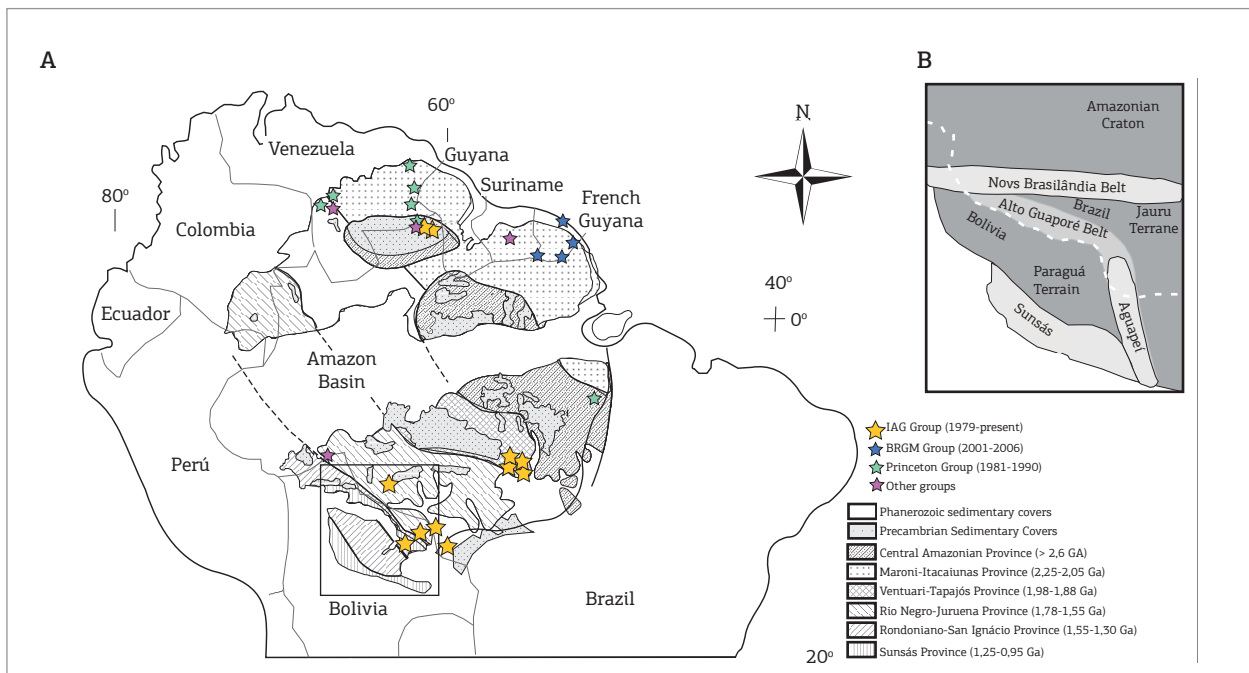 A
B
N
60º
80º
40º
0º
20º
Venezuela
Guyana
Suriname
French
Guyana
Colombia
Ecuador
Amazon
Basin
Perú
Bolivia
Brazil
Amazonian
Craton
Novs Brasilândia Belt
Brazil
Alto Guaporé Belt
Jauru
Terrane
Bolivia
Paraguá
Terrain
Sunsás
Aguapeí
IAG Group (1979-present)
BRGM Group (2001-2006)
Princeton Group (1981-1990)
Other groups
Phanerozoic sedimentary covers
Precambrian Sedimentary Covers
Central Amazonian Province (> 2,6 GA)
Maroni-Itacaiunas Province (2,25-2,05 Ga)
Ventuari-Tapajós Province (1,98-1,88 Ga)
Rio Negro-Juruena Province (1,78-1,55 Ga)
Rondoniano-San Ignácio Province (1,55-1,30 Ga)
Sunsás Province (1,25-0,95 Ga)